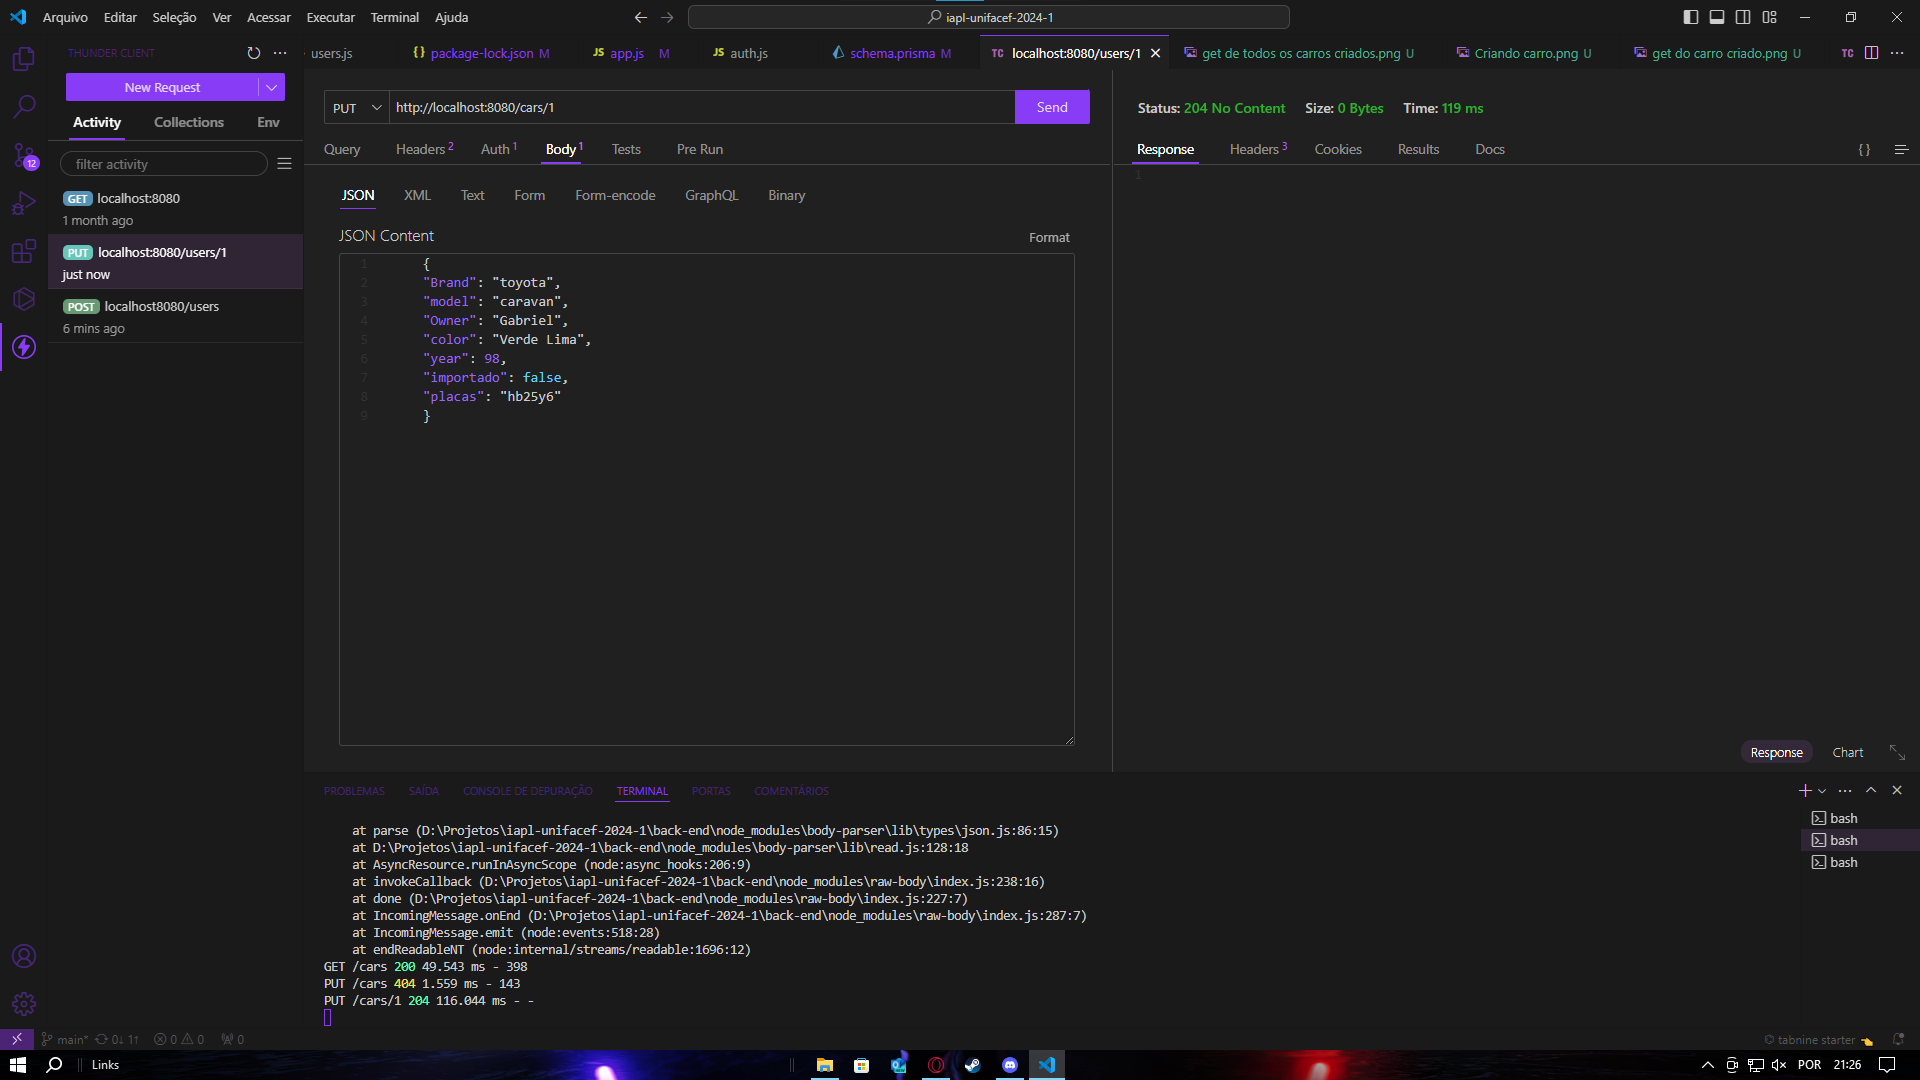 Arquivo Editar Seleção Ver Acessar Executar Terminal Ajuda
iapl-unifacef-2024-1
THUNDER CLIENT
users.js
{} package-lock.json M
JS app.js M
JS auth.js
schema.prisma M
TC localhost:8080/users/1
get de todos os carros criados.png U
Criando carro.png U
get do carro criado.png U
TC
New Request
Activity Collections Env
filter activity
GET localhost:8080
1 month ago
PUT localhost:8080/users/1
just now
POST localhost8080/users
6 mins ago
12
PUT http://localhost:8080/cars/1 Send
Query Headers 2 Auth 1 Body 1 Tests Pre Run
JSON XML Text Form Form-encode GraphQL Binary
JSON Content
Format
1 {
2 "Brand": "toyota",
3 "model": "caravan",
4 "Owner": "Gabriel",
5 "color": "Verde Lima",
6 "year": 98,
7 "importado": false,
8 "placas": "hb25y6"
9 }
Status: 204 No Content Size: 0 Bytes Time: 119 ms
Response Headers 3 Cookies Results Docs {}
1
Response Chart
PROBLEMAS SAÍDA CONSOLE DE DEPURAÇÃO TERMINAL PORTAS COMENTÁRIOS
at parse (D:\Projetos\iapl-unifacef-2024-1\back-end\node_modules\body-parser\lib\types\json.js:86:15)
at D:\Projetos\iapl-unifacef-2024-1\back-end\node_modules\body-parser\lib\read.js:128:18
at AsyncResource.runInAsyncScope (node:async_hooks:206:9)
at invokeCallback (D:\Projetos\iapl-unifacef-2024-1\back-end\node_modules\raw-body\index.js:238:16)
at done (D:\Projetos\iapl-unifacef-2024-1\back-end\node_modules\raw-body\index.js:227:7)
at IncomingMessage.onEnd (D:\Projetos\iapl-unifacef-2024-1\back-end\node_modules\raw-body\index.js:287:7)
at IncomingMessage.emit (node:events:518:28)
at endReadableNT (node:internal/streams/readable:1696:12)
GET /cars 200 49.543 ms - 398
PUT /cars 404 1.559 ms - 143
PUT /cars/1 204 116.044 ms - -
bash
bash
bash
main* 0↓ 1↑ 0 0 0
© tabnine starter
Links
POR 21:26